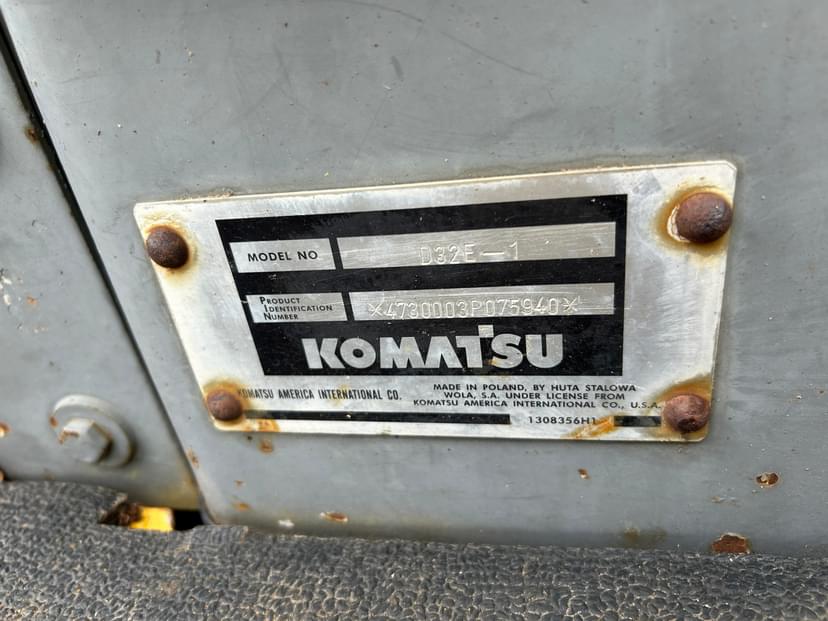 MODEL NO D32E-1
PRODUCT
IDENTIFICATION
NUMBER
*4730003P075940*
KOMATSU
KOMATSU AMERICA INTERNATIONAL CO.
MADE IN POLAND, BY HUTA STALOWA
WOLA, S.A. UNDER LICENSE FROM
KOMATSU AMERICA INTERNATIONAL CO., U.S.A.
1308356H1